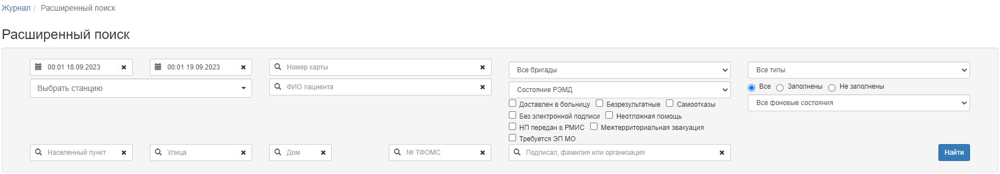 Журнал / Расширенный поиск
Расширенный поиск
00:01 18.09.2023
00:01 19.09.2023
Номер карты
Все бригады
Все типы
Выбрать станцию
ФИО пациента
Состояние РЭМД
Все Заполнены Не заполнены
Все фоновые состояния
Доставлен в больницу Безрезультатные Самоотказы
Без электронной подписи Неотложная помощь
НП передан в РМИС Межтерриториальная эвакуация
Требуется ЭП МО
Населенный пункт
Улица
Дом
№ ТФОМС
Подписал, фамилия или организация
Найти